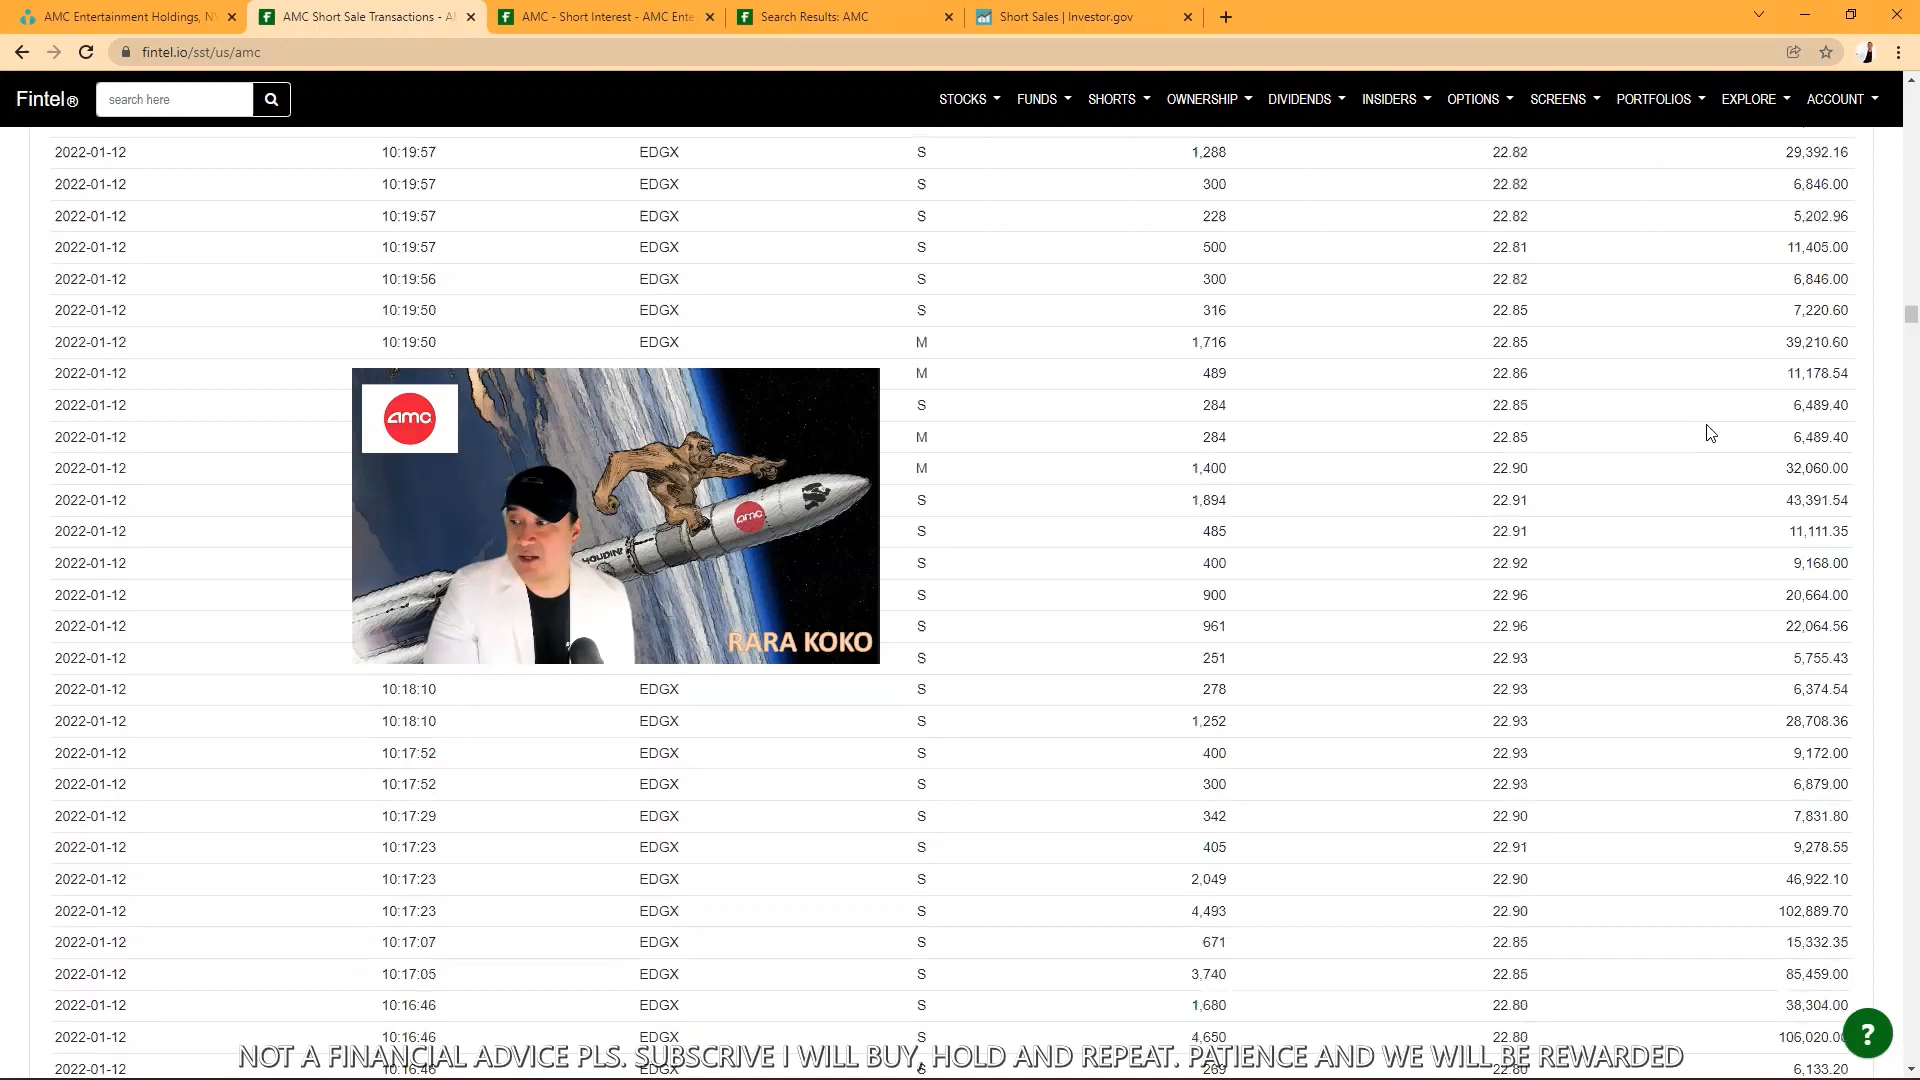 AMC Entertainment Holdings, NY
AMC Short Sale Transactions - A
AMC - Short Interest - AMC Ente
Search Results: AMC
Short Sales | Investor.gov
fintel.io/sst/us/amc
Fintel® search here STOCKS FUNDS SHORTS OWNERSHIP DIVIDENDS INSIDERS OPTIONS SCREENS PORTFOLIOS EXPLORE ACCOUNT
2022-01-12 10:19:57 EDGX S 1,288 22.82 29,392.16
2022-01-12 10:19:57 EDGX S 300 22.82 6,846.00
2022-01-12 10:19:57 EDGX S 228 22.82 5,202.96
2022-01-12 10:19:57 EDGX S 500 22.81 11,405.00
2022-01-12 10:19:56 EDGX S 300 22.82 6,846.00
2022-01-12 10:19:50 EDGX S 316 22.85 7,220.60
2022-01-12 10:19:50 EDGX M 1,716 22.85 39,210.60
2022-01-12 M 489 22.86 11,178.54
2022-01-12 S 284 22.85 6,489.40
2022-01-12 M 284 22.85 6,489.40
2022-01-12 M 1,400 22.90 32,060.00
2022-01-12 S 1,894 22.91 43,391.54
2022-01-12 S 485 22.91 11,111.35
2022-01-12 S 400 22.92 9,168.00
2022-01-12 S 900 22.96 20,664.00
2022-01-12 S 961 22.96 22,064.56
2022-01-12 S 251 22.93 5,755.43
amc
amc
HOUDINI
RARA KOKO
2022-01-12 10:18:10 EDGX S 278 22.93 6,374.54
2022-01-12 10:18:10 EDGX S 1,252 22.93 28,708.36
2022-01-12 10:17:52 EDGX S 400 22.93 9,172.00
2022-01-12 10:17:52 EDGX S 300 22.93 6,879.00
2022-01-12 10:17:29 EDGX S 342 22.90 7,831.80
2022-01-12 10:17:23 EDGX S 405 22.91 9,278.55
2022-01-12 10:17:23 EDGX S 2,049 22.90 46,922.10
2022-01-12 10:17:23 EDGX S 4,493 22.90 102,889.70
2022-01-12 10:17:07 EDGX S 671 22.85 15,332.35
2022-01-12 10:17:05 EDGX S 3,740 22.85 85,459.00
2022-01-12 10:16:46 EDGX S 1,680 22.80 38,304.00
2022-01-12 10:16:46 EDGX S 4,650 22.80 106,020.00
NOT A FINANCIAL ADVICE PLS. SUBSCRIVE I WILL BUY, HOLD AND REPEAT. PATIENCE AND WE WILL BE REWARDED
2022-01-12 10:16:46 269 22.80 6,133.20
?